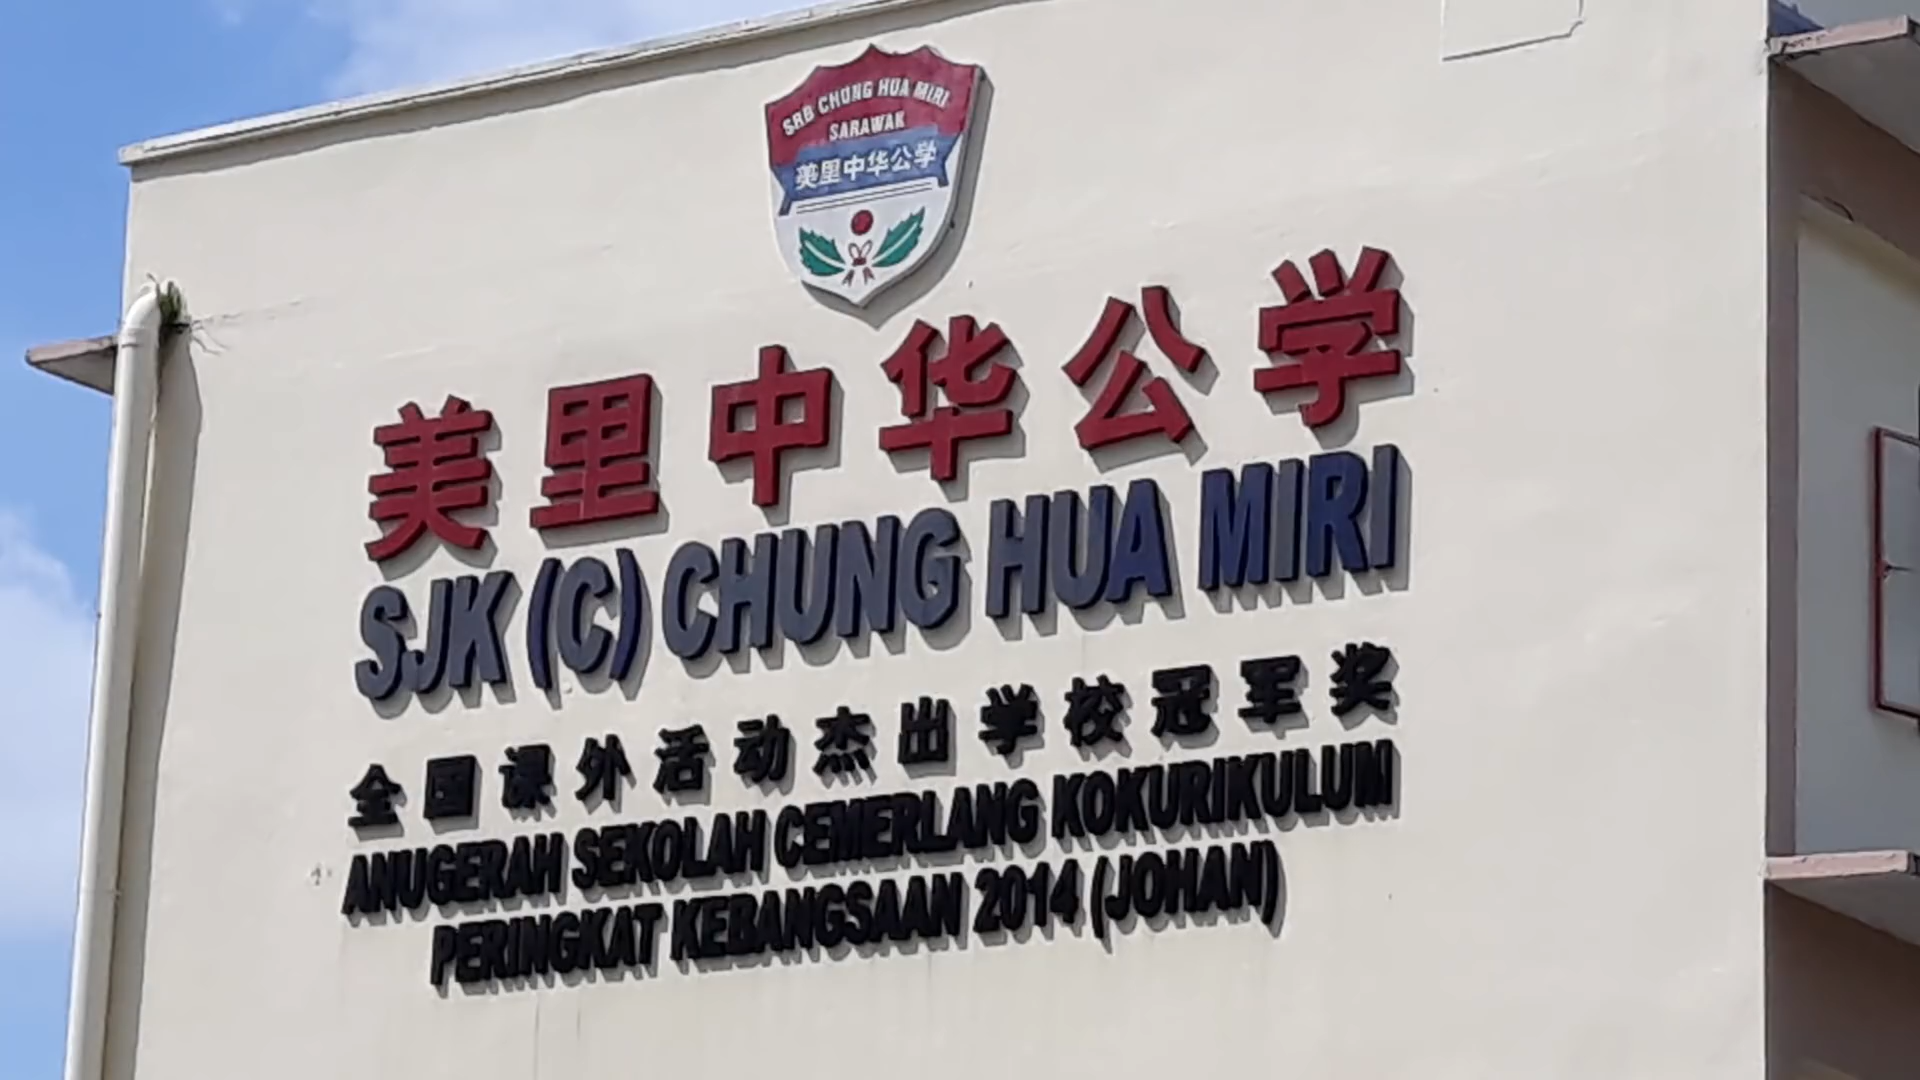 SRB CHUNG HUA MIRI
SARAWAK
美里中华公学
美里中华公学
SJK (C) CHUNG HUA MIRI
全国课外活动杰出学校冠军奖
ANUGERAH SEKOLAH CEMERLANG KOKURIKULUM
PERINGKAT KEBANGSAAN 2014 (JOHAN)